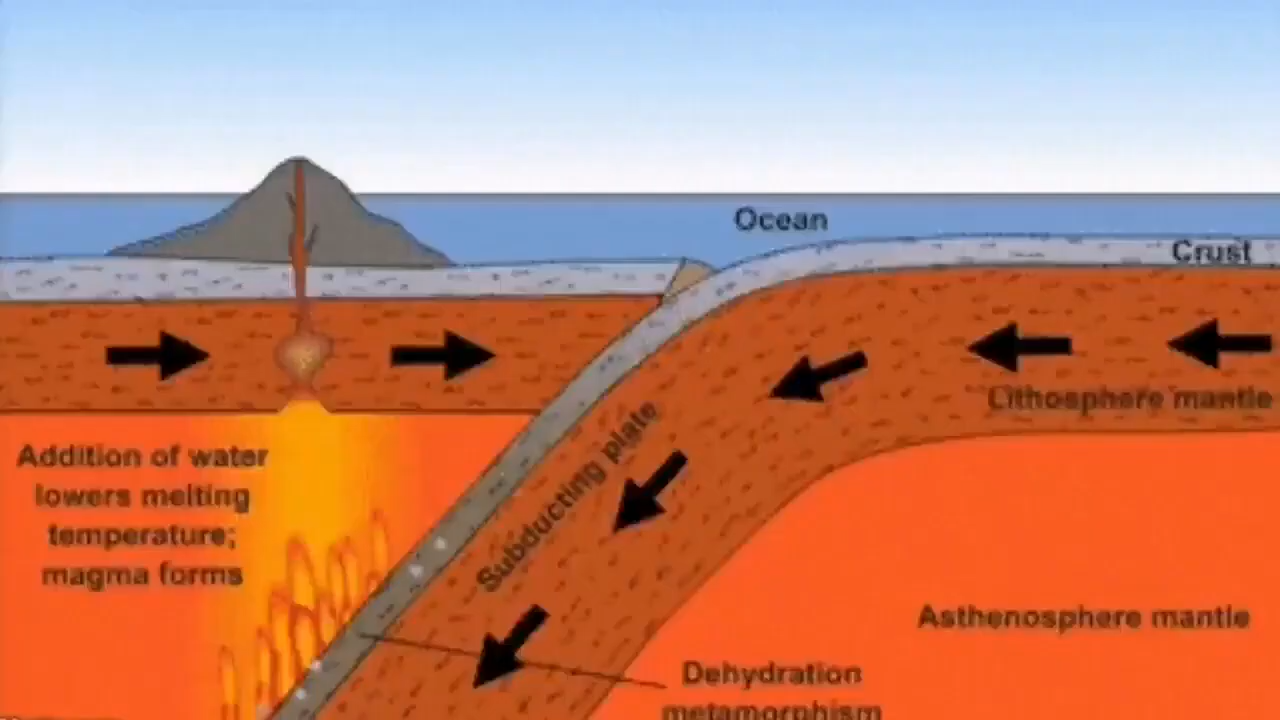 Ocean
Crust
Lithosphere mantle
Subducting plate
Addition of water
lowers melting
temperature;
magma forms
Asthenosphere mantle
Dehydration
metamorphism